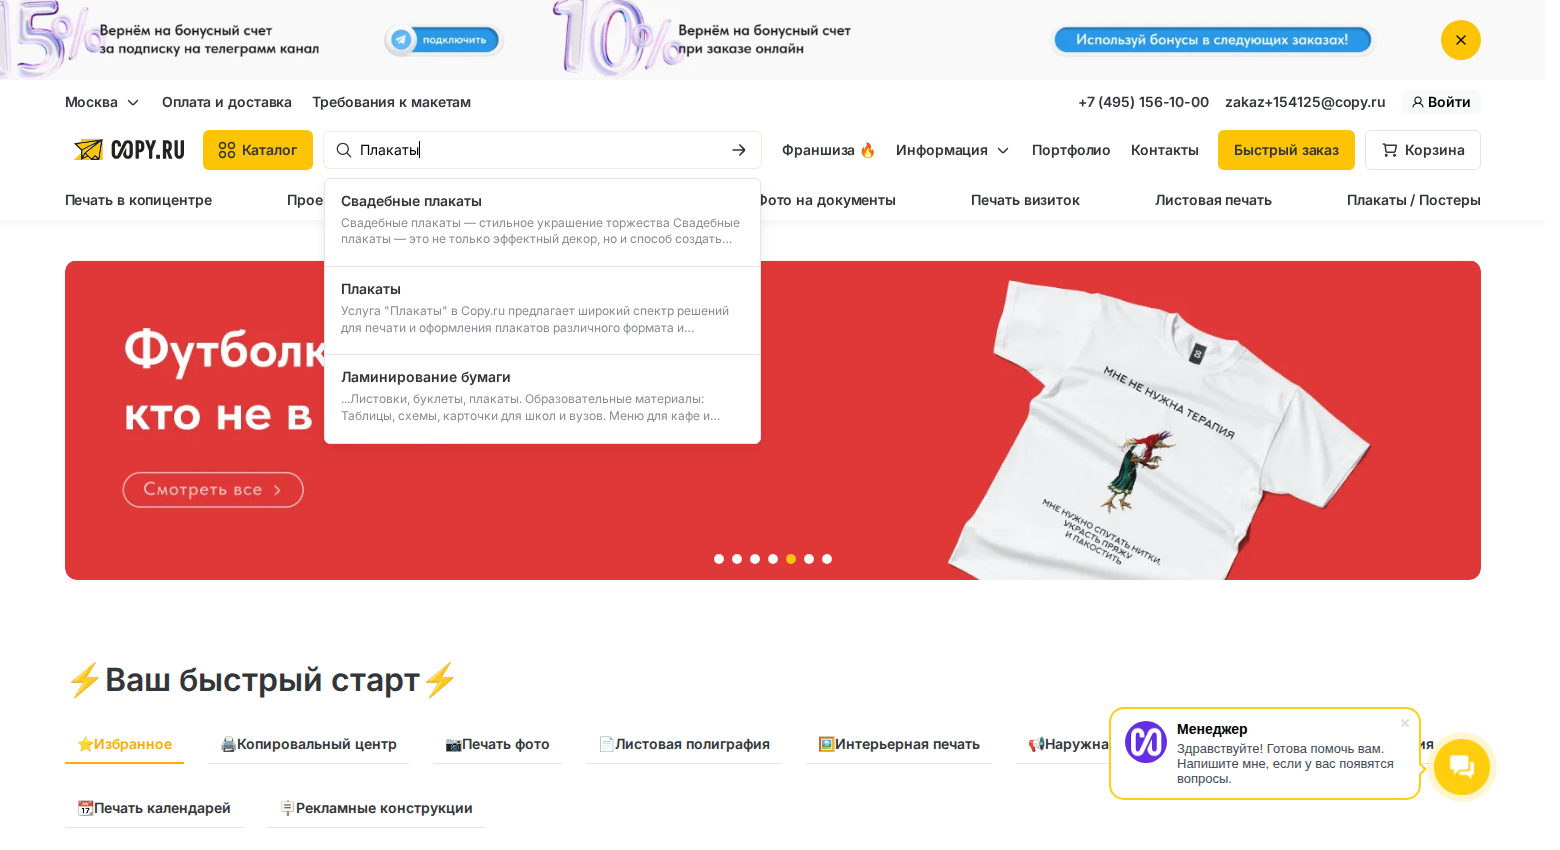 15%
Вернём на бонусный счет
за подписку на телеграмм канал
подключить
10%
Вернём на бонусный счет
при заказе онлайн
Используй бонусы в следующих заказах!
Москва
Оплата и доставка
Требования к макетам
+7 (495) 156-10-00
zakaz+154125@copy.ru
Войти
COPY.RU
Каталог
Плакаты
Франшиза 🔥
Информация
Портфолио
Контакты
Быстрый заказ
Корзина
Печать в копицентре
Прое
Фото на документы
Печать визиток
Листовая печать
Плакаты / Постеры
Свадебные плакаты
Свадебные плакаты — стильное украшение торжества Свадебные
плакаты — это не только эффектный декор, но и способ создать...
Плакаты
Услуга "Плакаты" в Copy.ru предлагает широкий спектр решений
для печати и оформления плакатов различного формата и...
Ламинирование бумаги
...Листовки, буклеты, плакаты. Образовательные материалы:
Таблицы, схемы, карточки для школ и вузов. Меню для кафе и...
Футболк
кто не в
Смотреть все
МНЕ НЕ НУЖНА ТЕРАПИЯ
МНЕ НУЖНО СПУТАТЬ НИТКИ,
УКРАСТЬ ПРЯЖУ
И ПАКОСТИТЬ
⚡Ваш быстрый старт⚡
⭐Избранное
🖨️Копировальный центр
📷Печать фото
📄Листовая полиграфия
🖼️Интерьерная печать
📢Наружна
ия
📆Печать календарей
🪧Рекламные конструкции
Менеджер
Здравствуйте! Готова помочь вам.
Напишите мне, если у вас появятся
вопросы.